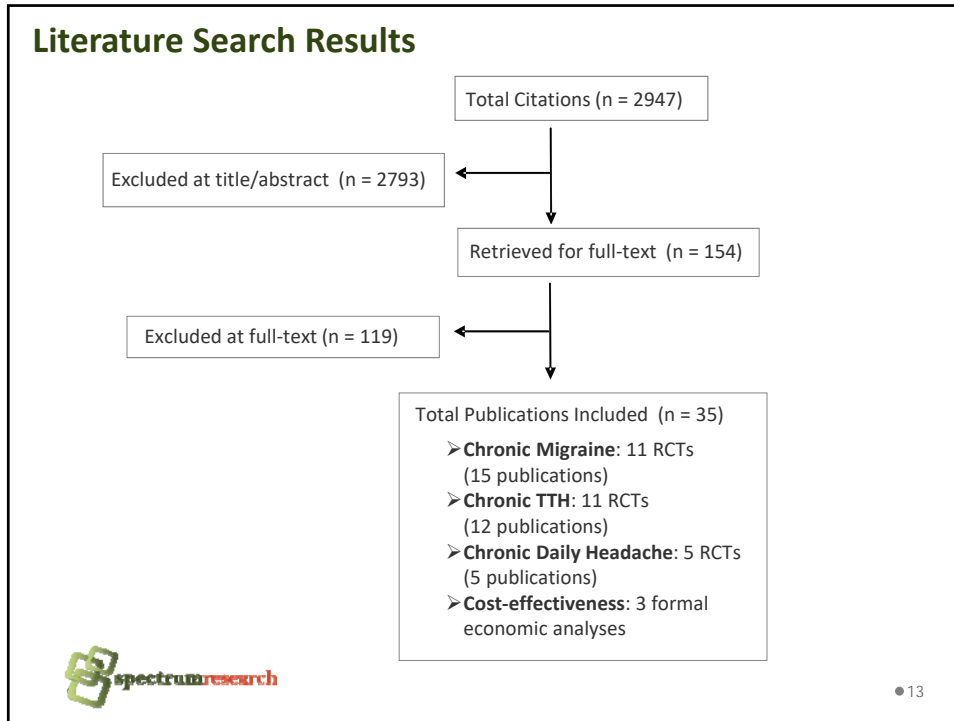 Literature Search Results
Total Citations (n = 2947)
Excluded at title/abstract (n = 2793)
Retrieved for full-text (n = 154)
Excluded at full-text (n = 119)
Total Publications Included (n = 35)
➢Chronic Migraine: 11 RCTs
(15 publications)
➢Chronic TTH: 11 RCTs
(12 publications)
➢Chronic Daily Headache: 5 RCTs
(5 publications)
➢Cost-effectiveness: 3 formal
economic analyses
spectrumresearch
●13